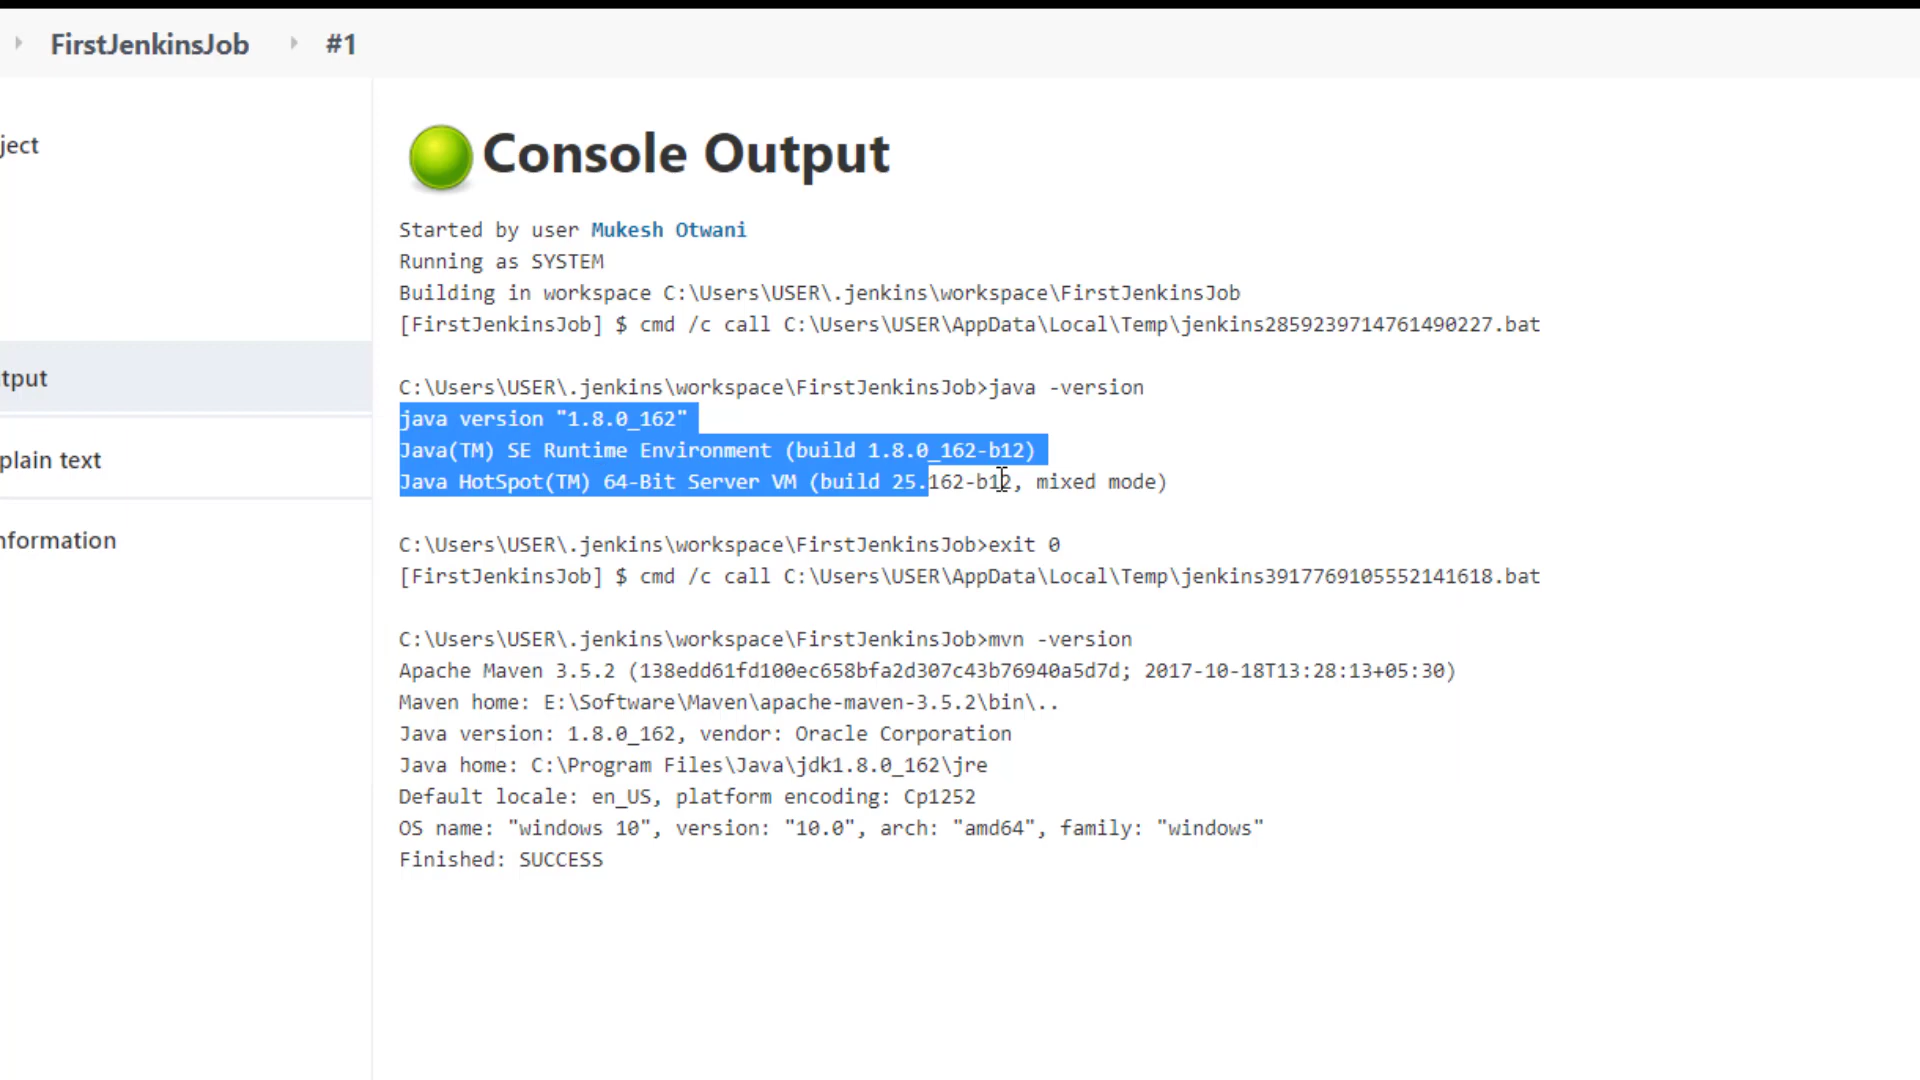 FirstJenkinsJob #1
ject
tput
plain text
nformation
Console Output
Started by user Mukesh Otwani
Running as SYSTEM
Building in workspace C:\Users\USER\.jenkins\workspace\FirstJenkinsJob
[FirstJenkinsJob] $ cmd /c call C:\Users\USER\AppData\Local\Temp\jenkins2859239714761490227.bat
C:\Users\USER\.jenkins\workspace\FirstJenkinsJob>java -version
java version "1.8.0_162"
Java(TM) SE Runtime Environment (build 1.8.0_162-b12)
Java HotSpot(TM) 64-Bit Server VM (build 25.162-b12, mixed mode)
C:\Users\USER\.jenkins\workspace\FirstJenkinsJob>exit 0
[FirstJenkinsJob] $ cmd /c call C:\Users\USER\AppData\Local\Temp\jenkins3917769105552141618.bat
C:\Users\USER\.jenkins\workspace\FirstJenkinsJob>mvn -version
Apache Maven 3.5.2 (138edd61fd100ec658bfa2d307c43b76940a5d7d; 2017-10-18T13:28:13+05:30)
Maven home: E:\Software\Maven\apache-maven-3.5.2\bin\..
Java version: 1.8.0_162, vendor: Oracle Corporation
Java home: C:\Program Files\Java\jdk1.8.0_162\jre
Default locale: en_US, platform encoding: Cp1252
OS name: "windows 10", version: "10.0", arch: "amd64", family: "windows"
Finished: SUCCESS